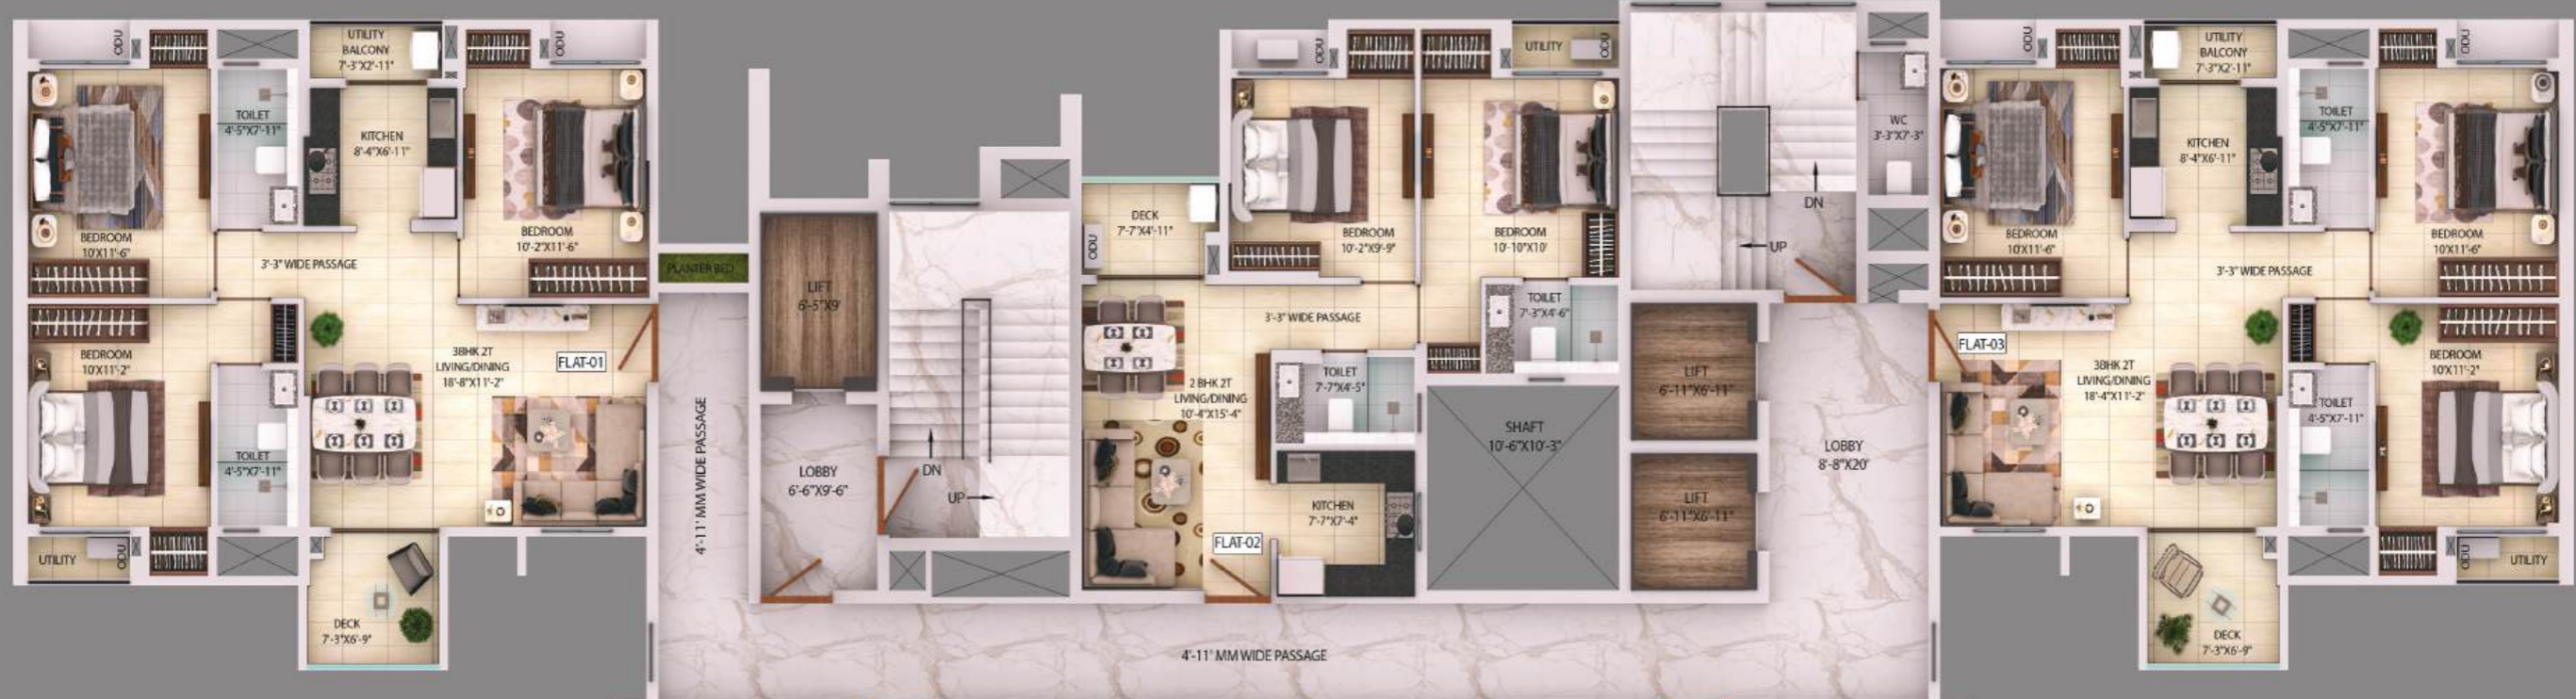 ODU
UTILITY
BALCONY
7'-3"X2'-11"
ODU
TOILET
4'-5"X7'-11"
KITCHEN
8'-4"X6'-11"
BEDROOM
10'X11'-6"
BEDROOM
10'-2"X11'-6"
3'-3" WIDE PASSAGE
BEDROOM
10'X11'-2"
3BHK 2T
LIVING/DINING
18'-8"X11'-2"
FLAT-01
TOILET
4'-5"X7'-11"
UTILITY
ODU
DECK
7'-3"X6'-9"
PLANTER BED
4'-11' MM WIDE PASSAGE
LIFT
6'-5"X9'
LOBBY
6'-6"X9'-6"
DN
UP
ODU
UTILITY
ODU
DECK
7'-7"X4'-11"
ODU
BEDROOM
10'-2"X9'-9"
BEDROOM
10'-10"X10'
3'-3" WIDE PASSAGE
TOILET
7'-3"X4'-6"
2 BHK 2T
LIVING/DINING
10'-4"X15'-4"
TOILET
7'-7"X4'-5"
SHAFT
10'-6"X10'-3"
KITCHEN
7'-7"X7'-4"
FLAT-02
4'-11' MM WIDE PASSAGE
DN
UP
WC
3'-3"X7'-3"
LIFT
6'-11"X6'-11"
LIFT
6'-11"X6'-11"
LOBBY
8'-8"X20'
ODU
UTILITY
BALCONY
7'-3"X2'-11"
ODU
KITCHEN
8'-4"X6'-11"
TOILET
4'-5"X7'-11"
BEDROOM
10'X11'-6"
BEDROOM
10'X11'-6"
3'-3" WIDE PASSAGE
FLAT-03
3BHK 2T
LIVING/DINING
18'-4"X11'-2"
BEDROOM
10'X11'-2"
TOILET
4'-5"X7'-11"
ODU
UTILITY
DECK
7'-3"X6'-9"